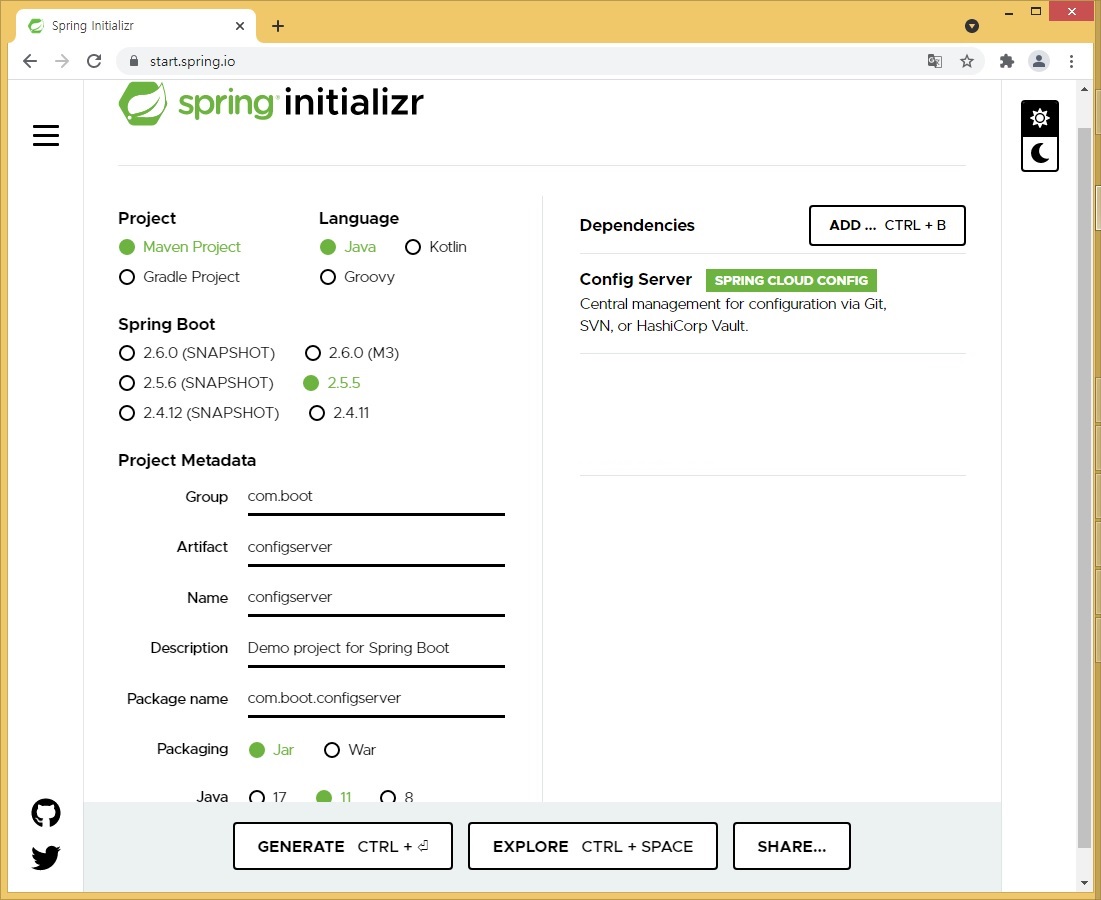 Spring Initializr
start.spring.io
spring initializr
Project
Maven Project
Gradle Project
Language
Java Kotlin
Groovy
Spring Boot
2.6.0 (SNAPSHOT) 2.6.0 (M3)
2.5.6 (SNAPSHOT) 2.5.5
2.4.12 (SNAPSHOT) 2.4.11
Project Metadata
Group com.boot
Artifact configserver
Name configserver
Description Demo project for Spring Boot
Package name com.boot.configserver
Packaging Jar War
Java 17 11 8
Dependencies
ADD ... CTRL + B
Config Server SPRING CLOUD CONFIG
Central management for configuration via Git,
SVN, or HashiCorp Vault.
GENERATE CTRL + ⏎
EXPLORE CTRL + SPACE
SHARE...